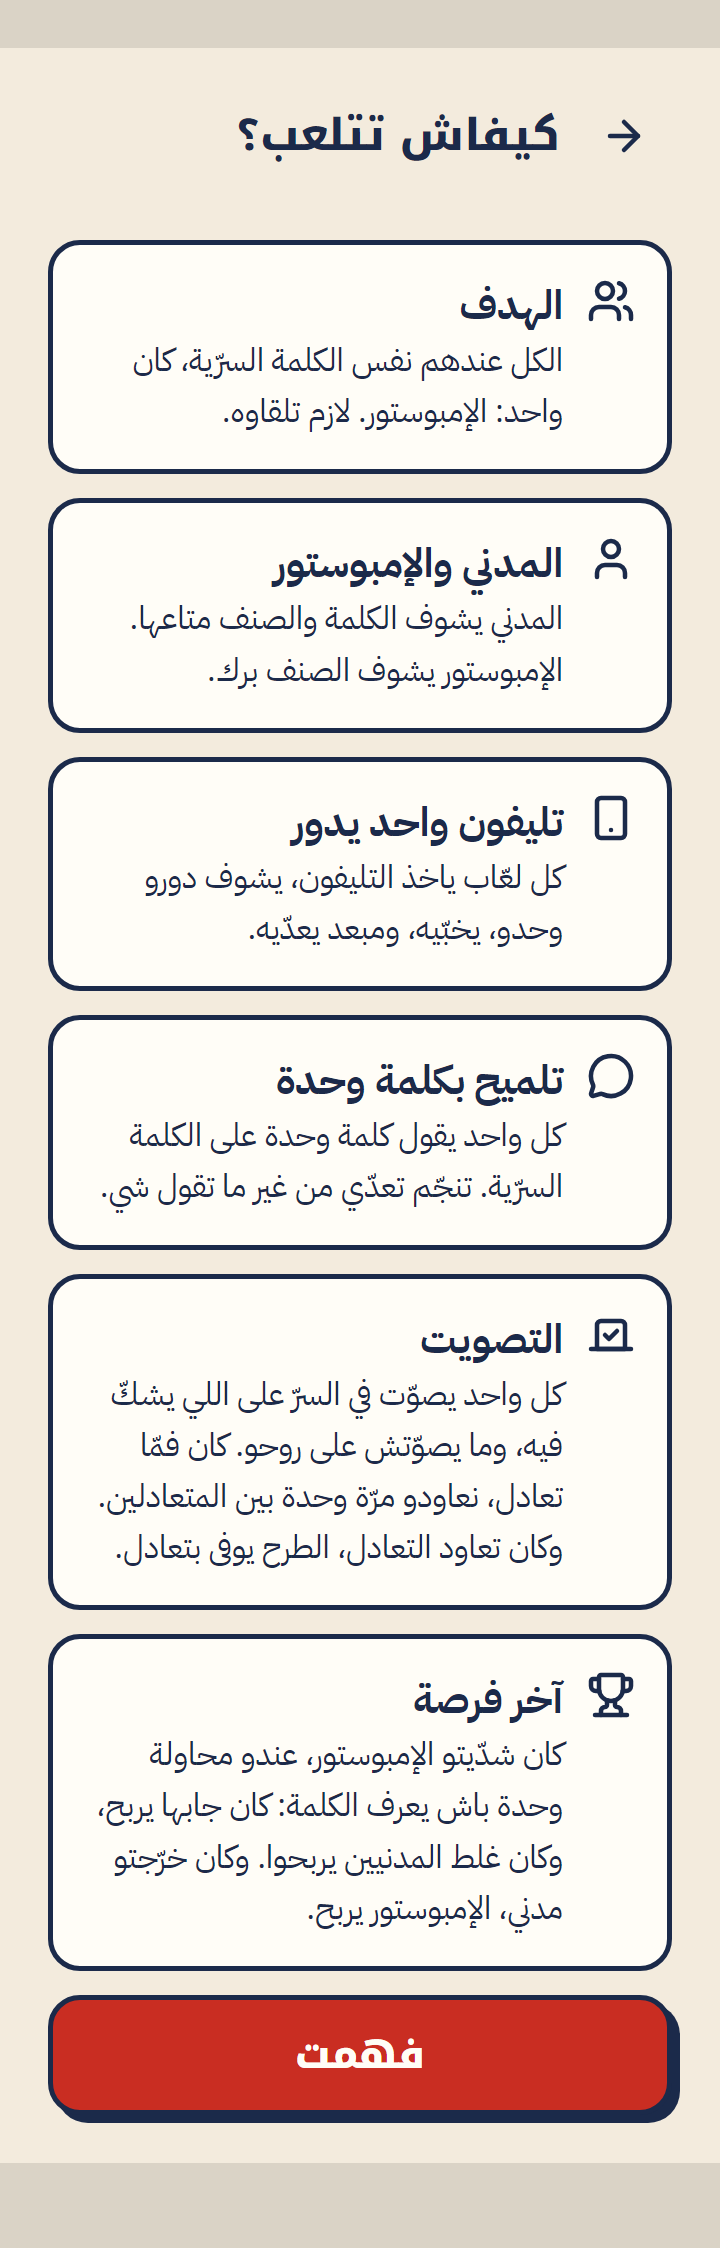 كيفاش تتلعب؟
الهدف
الكل عندهم نفس الكلمة السرّية، كان
واحد: الإمبوستور. لازم تلقاوه.
المدني والإمبوستور
المدني يشوف الكلمة والصنف متاعها.
الإمبوستور يشوف الصنف برك.
تليفون واحد يدور
كل لعّاب ياخذ التليفون، يشوف دورو
وحدو، يخبّيه، ومبعد يعدّيه.
تلميح بكلمة وحدة
كل واحد يقول كلمة وحدة على الكلمة
السرّية. تنجّم تعدّي من غير ما تقول شي.
التصويت
كل واحد يصوّت في السرّ على اللي يشكّ
فيه، وما يصوّتش على روحو. كان فمّا
تعادل، نعاودو مرّة وحدة بين المتعادلين.
وكان تعاود التعادل، الطرح يوفى بتعادل.
آخر فرصة
كان شدّيتو الإمبوستور، عندو محاولة
وحدة باش يعرف الكلمة: كان جابها يربح،
وكان غلط المدنيين يربحوا. وكان خرّجتو
مدني، الإمبوستور يربح.
فهمت